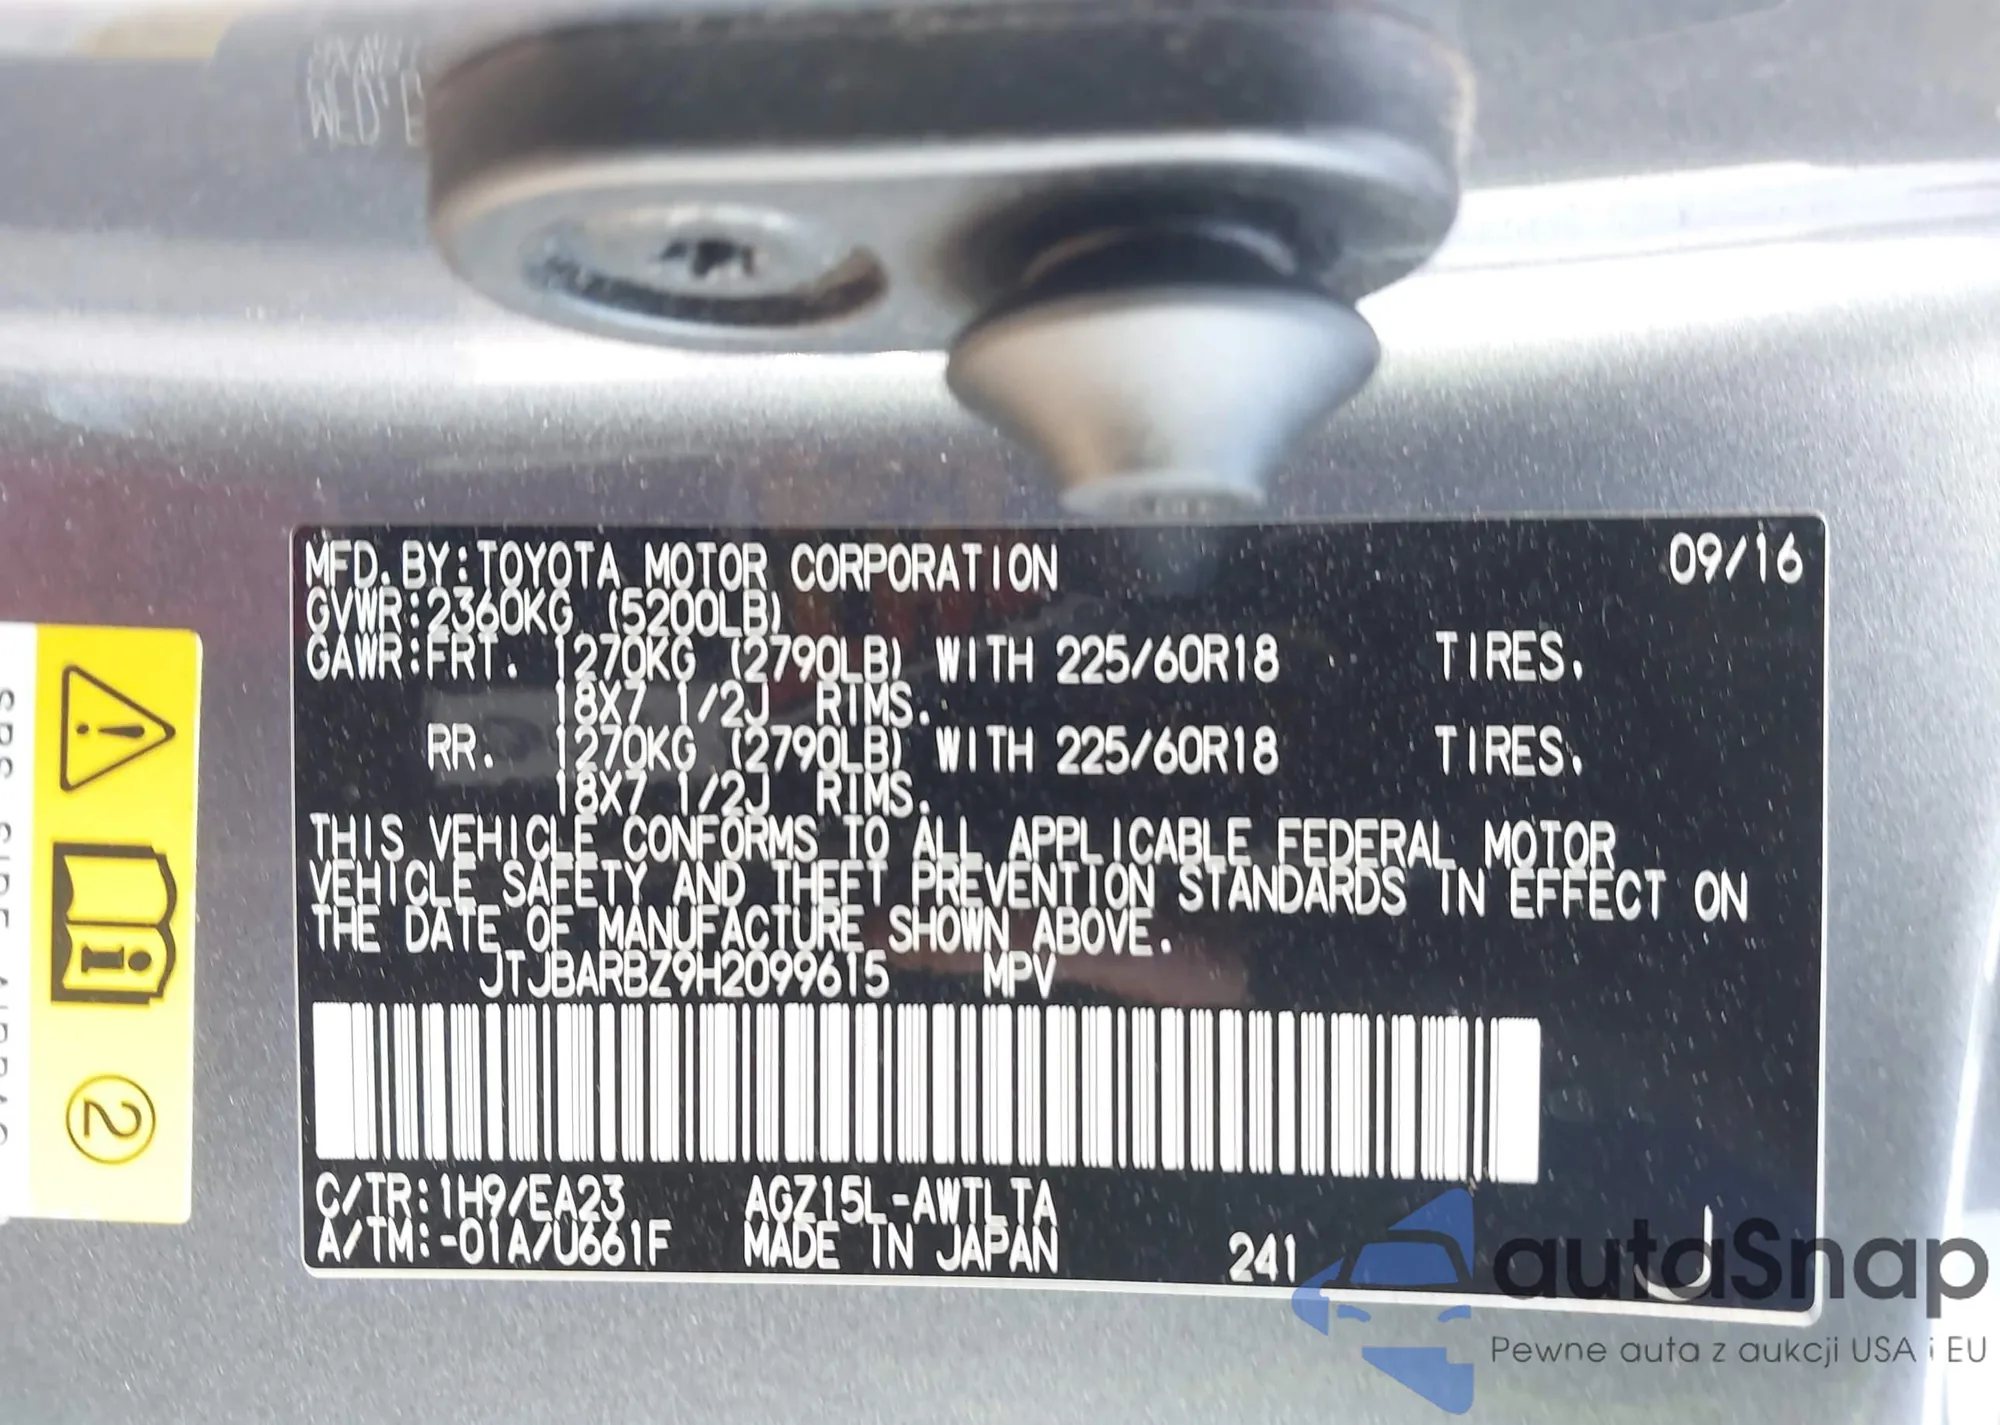 MFD.BY:TOYOTA MOTOR CORPORATION 09/16
GVWR:2360KG (5200LB)
GAWR:FRT. 1270KG (2790LB) WITH 225/60R18 TIRES.
18X7 1/2J RIMS.
RR. 1270KG (2790LB) WITH 225/60R18 TIRES.
18X7 1/2J RIMS.
THIS VEHICLE CONFORMS TO ALL APPLICABLE FEDERAL MOTOR
VEHICLE SAFETY AND THEFT PREVENTION STANDARDS IN EFFECT ON
THE DATE OF MANUFACTURE SHOWN ABOVE.
JTJBARBZ9H2099615 MPV
C/TR:1H9/EA23 AGZ15L-AWTLTA
A/TM:-01A/U661F MADE IN JAPAN 241 J
2
SRS SIDE AIRBAG
autoSnap
Pewne auta z aukcji USA i EU